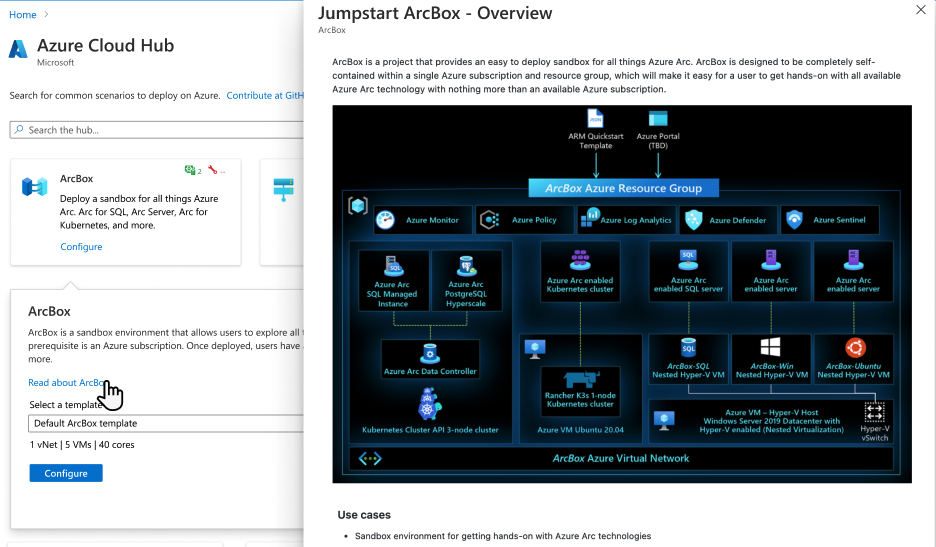 Home >
Azure Cloud Hub
Microsoft
Search for common scenarios to deploy on Azure. Contribute at GitH
Search the hub...
ArcBox
2
...
Deploy a sandbox for all things Azure
Arc. Arc for SQL, Arc Server, Arc for
Kubernetes, and more.
Configure
ArcBox
ArcBox is a sandbox environment that allows users to explore all t
prerequisite is an Azure subscription. Once deployed, users have
more.
Read about ArcBo
Select a template
Default ArcBox template
1 vNet | 5 VMs | 40 cores
Configure
Jumpstart ArcBox - Overview
ArcBox
ArcBox is a project that provides an easy to deploy sandbox for all things Azure Arc. ArcBox is designed to be completely self-
contained within a single Azure subscription and resource group, which will make it easy for a user to get hands-on with all available
Azure Arc technology with nothing more than an available Azure subscription.
JSON
ARM Quickstart
Template
Azure Portal
(TBD)
ArcBox Azure Resource Group
Azure Monitor
Azure Policy
Azure Log Analytics
Azure Defender
Azure Sentinel
SQL
Azure Arc
SQL Managed
Instance
Azure Arc
PostgreSQL
Hyperscale
Azure Arc enabled
Kubernetes cluster
SQL
Azure Arc
enabled SQL server
Azure Arc
enabled server
Azure Arc
enabled server
Azure Arc Data Controller
Kubernetes Cluster API 3-node cluster
Rancher K3s 1-node
Kubernetes cluster
Azure VM Ubuntu 20.04
SQL
ArcBox-SQL
Nested Hyper-V VM
ArcBox-Win
Nested Hyper-V VM
ArcBox-Ubuntu
Nested Hyper-V VM
Azure VM – Hyper-V Host
Windows Server 2019 Datacenter with
Hyper-V enabled (Nested Virtualization)
Hyper-V
vSwitch
ArcBox Azure Virtual Network
Use cases
• Sandbox environment for getting hands-on with Azure Arc technologies